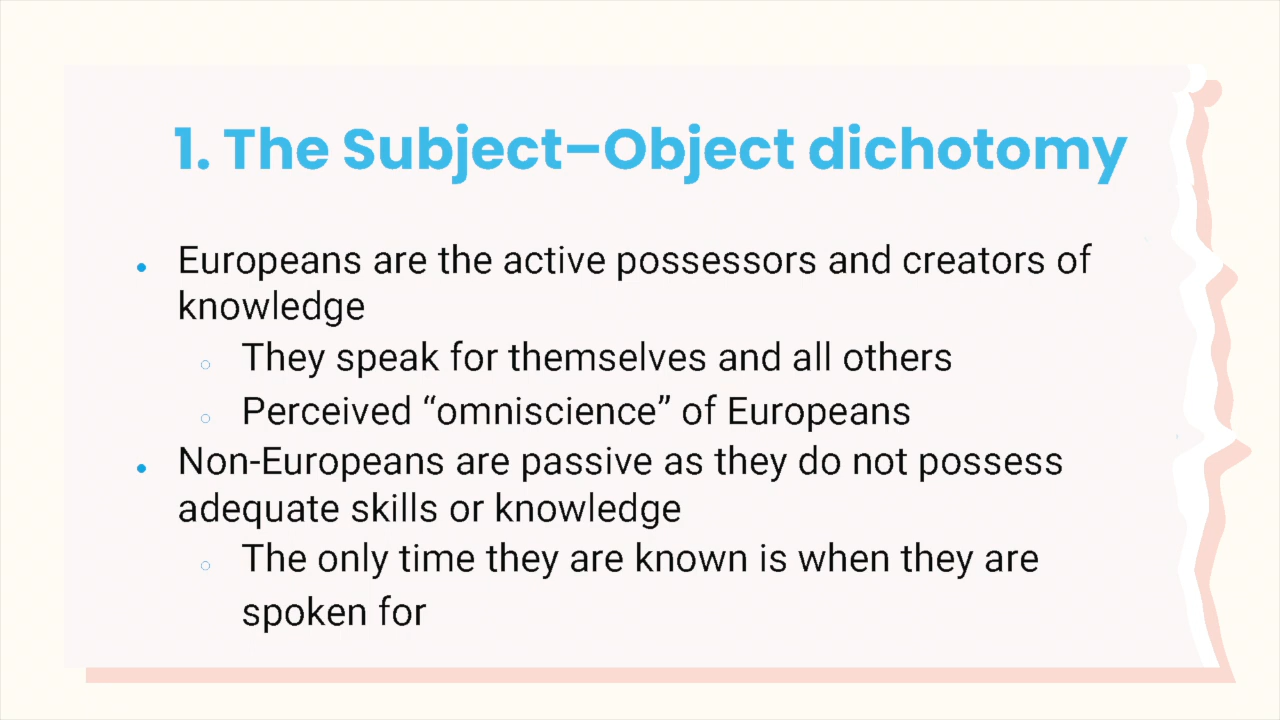 1. The Subject–Object dichotomy
• Europeans are the active possessors and creators of
knowledge
○ They speak for themselves and all others
○ Perceived “omniscience” of Europeans
• Non-Europeans are passive as they do not possess
adequate skills or knowledge
○ The only time they are known is when they are
spoken for